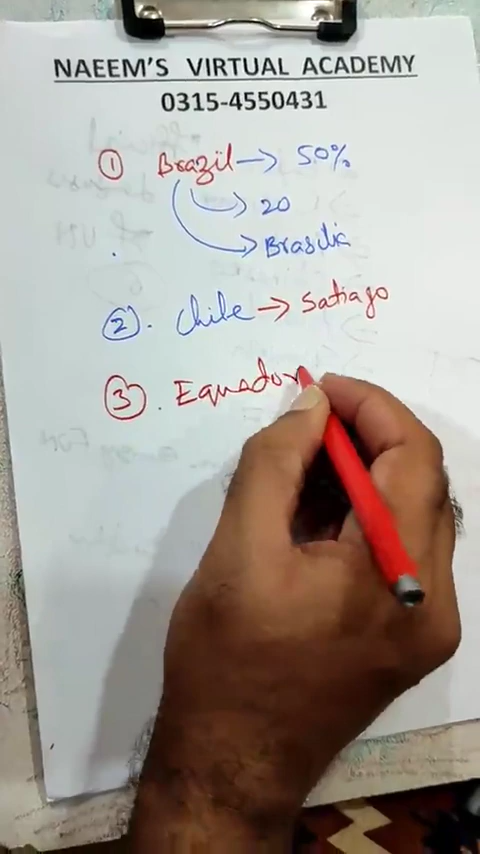 NAEEM'S VIRTUAL ACADEMY
0315-4550431
① Brazil → 50%
→ 20
→ Brasilia
②. Chile → Satiago
③. Equador